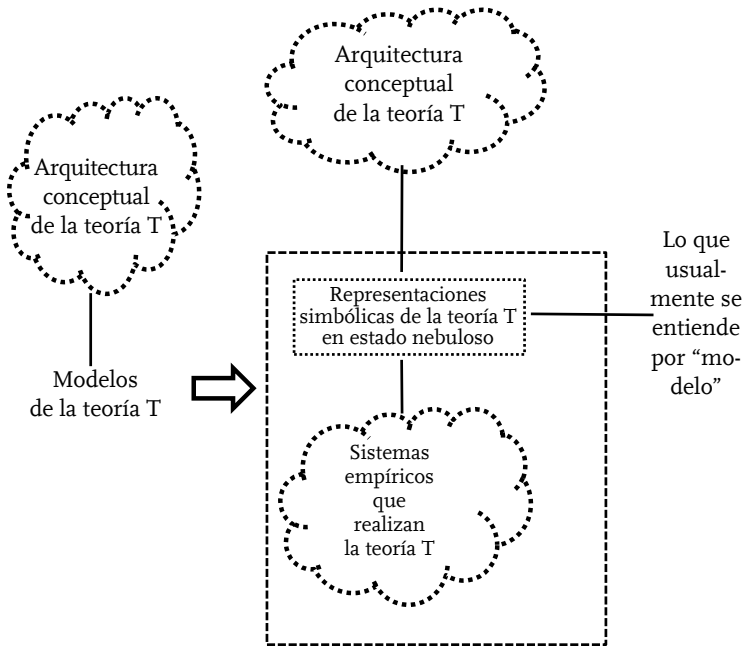 Arquitectura
conceptual
de la teoría T
Modelos
de la teoría T
Arquitectura
conceptual
de la teoría T
Representaciones
simbólicas de la teoría T
en estado nebuloso
Sistemas
empíricos
que
realizan
la teoría T
Lo que
usual-
mente se
entiende
por “mo-
delo”